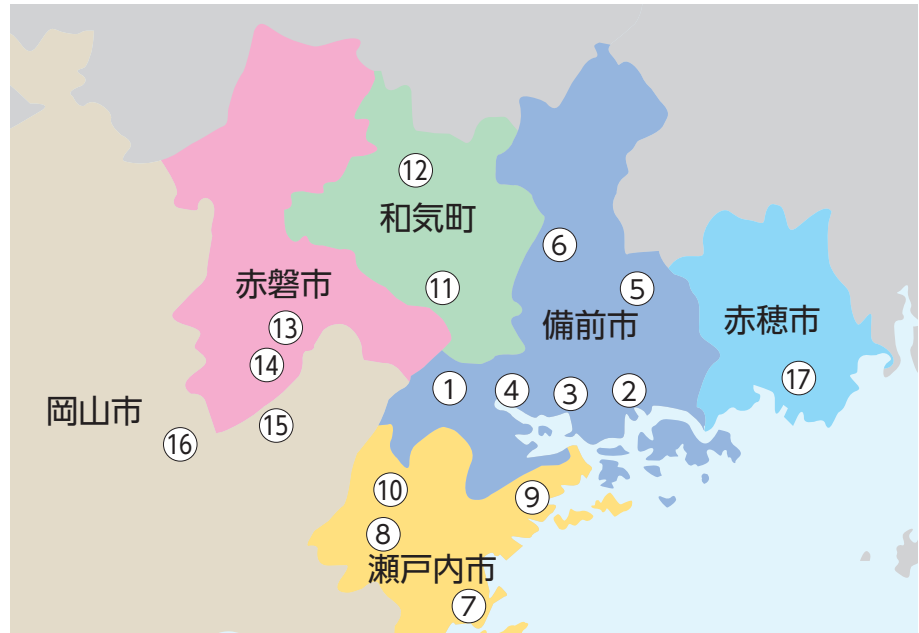 ⑫
和気町
⑥
⑪
⑤
赤磐市
⑬
備前市
赤穂市
⑭
⑰
①
④
③
②
岡山市
⑮
⑯
⑩
⑨
⑧
瀬戸内市
⑦